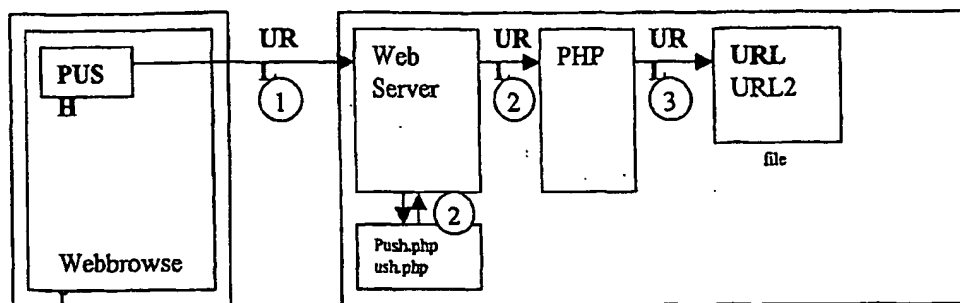 PUS
H
Webbrowse
UR
L
1
Web
Server
2
Push.php
ush.php
UR
L
2
PHP
UR
L
3
URL
URL2
file